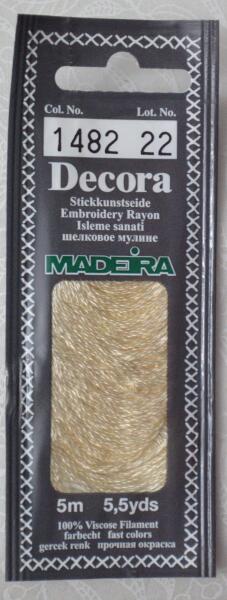 Col. No. Lot. No.
1482 22
Decora
Stickkunstseide
Embroidery Rayon
Isleme sanati
шелковое мулине
MADEIRA
5m 5,5yds
100% Viscose Filament
farbecht fast colors
gercek renk прочная окраска